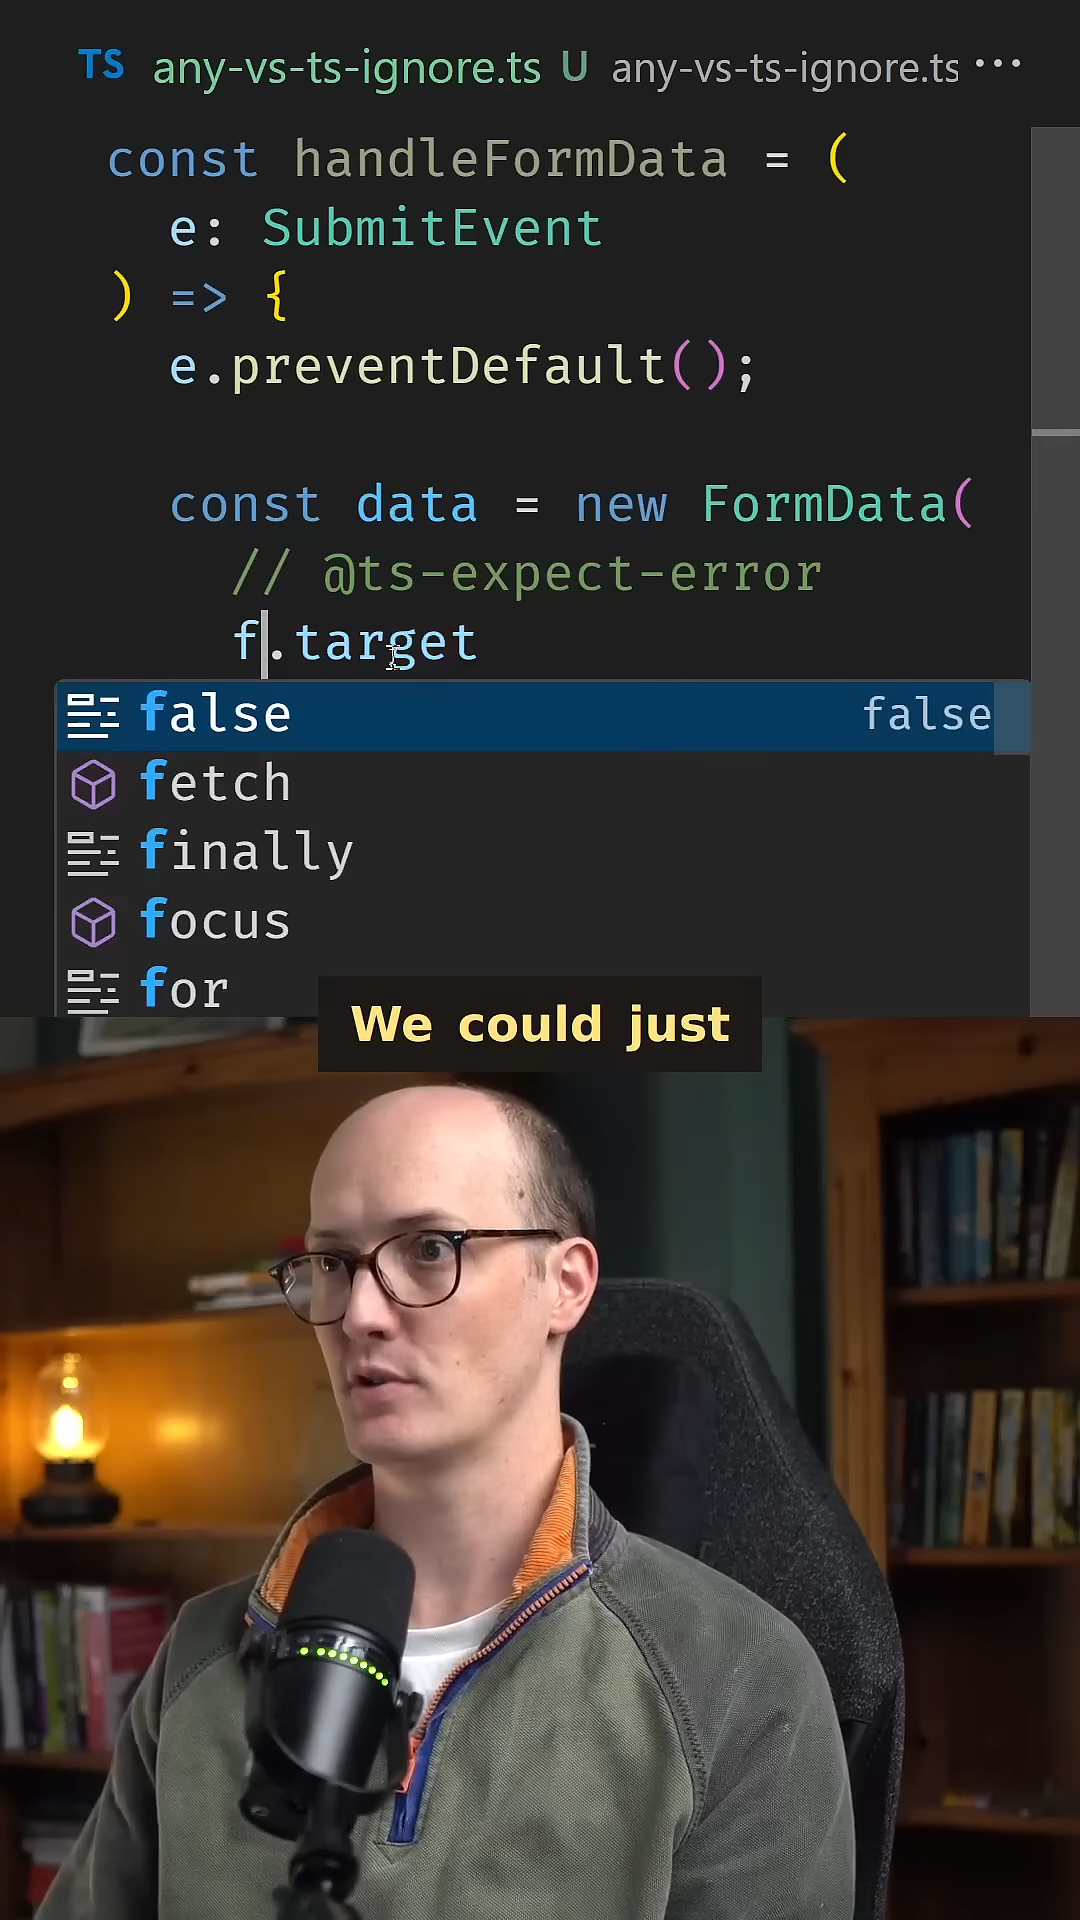 TS any-vs-ts-ignore.ts U any-vs-ts-ignore.ts ···
const handleFormData = (
e: SubmitEvent
) => {
e.preventDefault();
const data = new FormData(
// @ts-expect-error
f.target
false false
fetch
finally
focus
for
We could just